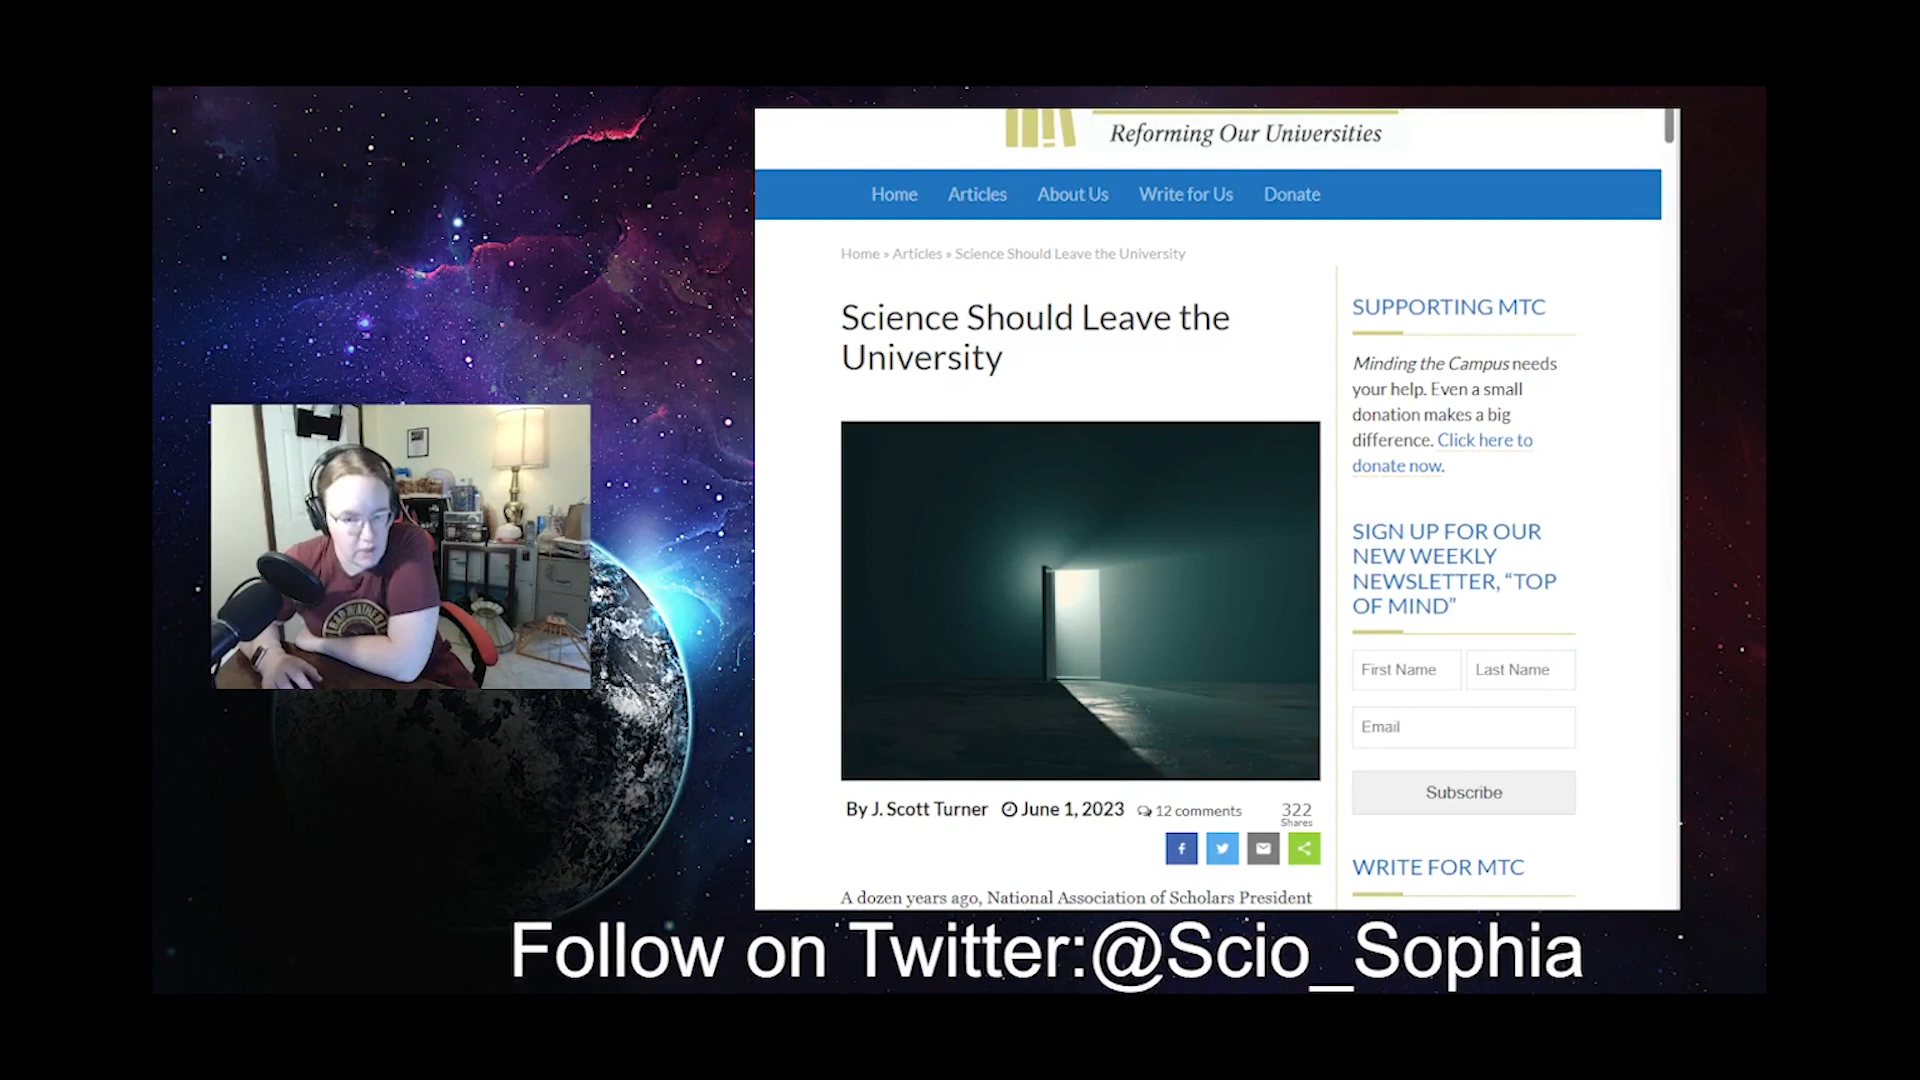 Reforming Our Universities
Home Articles About Us Write for Us Donate
Home » Articles » Science Should Leave the University
Science Should Leave the
University
By J. Scott Turner June 1, 2023 12 comments 322
Shares
A dozen years ago, National Association of Scholars President
SUPPORTING MTC
Minding the Campus needs
your help. Even a small
donation makes a big
difference. Click here to
donate now.
SIGN UP FOR OUR
NEW WEEKLY
NEWSLETTER, “TOP
OF MIND”
First Name Last Name
Email
Subscribe
WRITE FOR MTC
Follow on Twitter:@Scio_Sophia